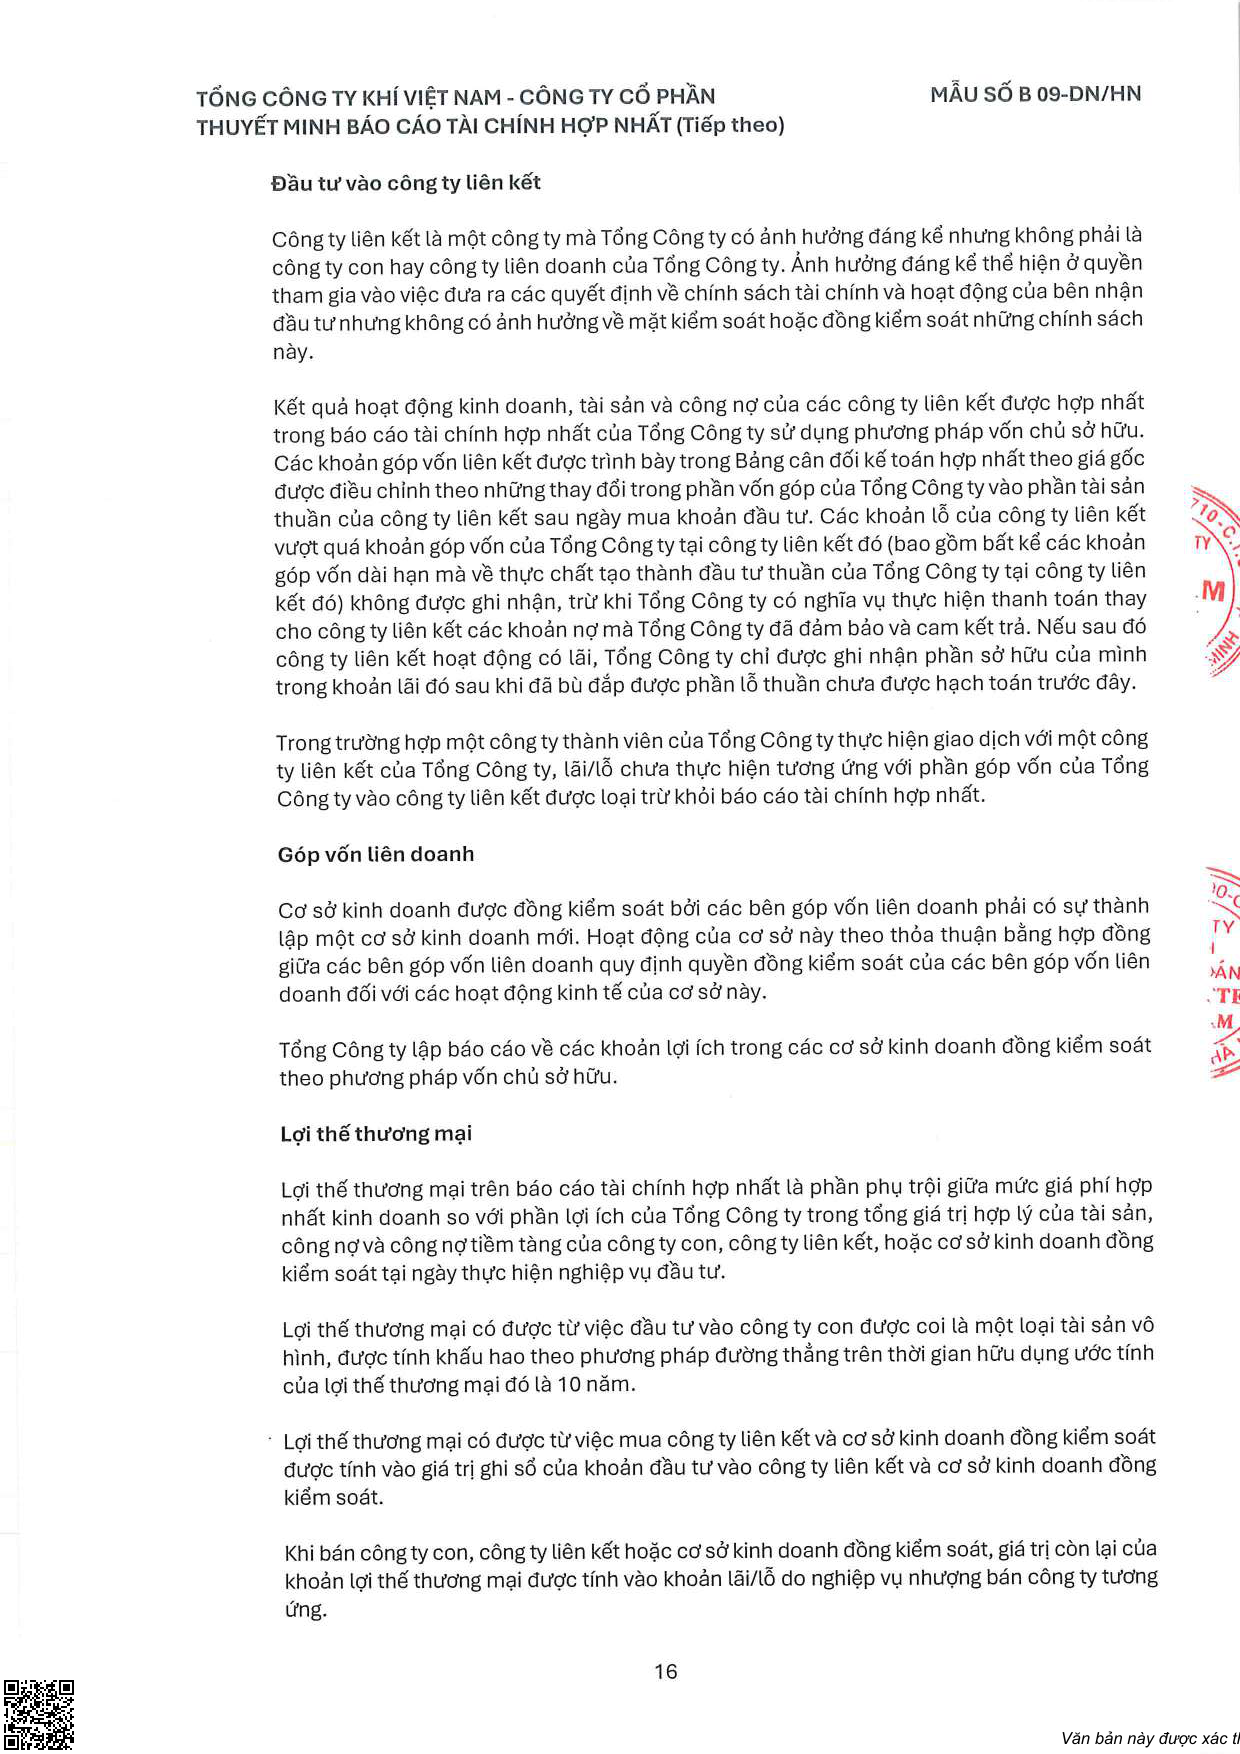 TỔNG CÔNG TY KHÍ VIỆT NAM - CÔNG TY CỔ PHẦN
MẪU SỐ B 09-DN/HN
THUYẾT MINH BÁO CÁO TÀI CHÍNH HỢP NHẤT (Tiếp theo)
Đầu tư vào công ty liên kết
Công ty liên kết là một công ty mà Tổng Công ty có ảnh hưởng đáng kể nhưng không phải là
công ty con hay công ty liên doanh của Tổng Công ty. Ảnh hưởng đáng kể thể hiện ở quyền
tham gia vào việc đưa ra các quyết định về chính sách tài chính và hoạt động của bên nhận
đầu tư nhưng không có ảnh hưởng về mặt kiểm soát hoặc đồng kiểm soát những chính sách
này.
Kết quả hoạt động kinh doanh, tài sản và công nợ của các công ty liên kết được hợp nhất
trong báo cáo tài chính hợp nhất của Tổng Công ty sử dụng phương pháp vốn chủ sở hữu.
Các khoản góp vốn liên kết được trình bày trong Bảng cân đối kế toán hợp nhất theo giá gốc
được điều chỉnh theo những thay đổi trong phần vốn góp của Tổng Công ty vào phần tài sản
thuần của công ty liên kết sau ngày mua khoản đầu tư. Các khoản lỗ của công ty liên kết
vượt quá khoản góp vốn của Tổng Công ty tại công ty liên kết đó (bao gồm bất kể các khoản
góp vốn dài hạn mà về thực chất tạo thành đầu tư thuần của Tổng Công ty tại công ty liên
kết đó) không được ghi nhận, trừ khi Tổng Công ty có nghĩa vụ thực hiện thanh toán thay
cho công ty liên kết các khoản nợ mà Tổng Công ty đã đảm bảo và cam kết trả. Nếu sau đó
công ty liên kết hoạt động có lãi, Tổng Công ty chỉ được ghi nhận phần sở hữu của mình
trong khoản lãi đó sau khi đã bù đắp được phần lỗ thuần chưa được hạch toán trước đây.
Trong trường hợp một công ty thành viên của Tổng Công ty thực hiện giao dịch với một công
ty liên kết của Tổng Công ty, lãi/lỗ chưa thực hiện tương ứng với phần góp vốn của Tổng
Công ty vào công ty liên kết được loại trừ khỏi báo cáo tài chính hợp nhất.
Góp vốn liên doanh
Cơ sở kinh doanh được đồng kiểm soát bởi các bên góp vốn liên doanh phải có sự thành
lập một cơ sở kinh doanh mới. Hoạt động của cơ sở này theo thỏa thuận bằng hợp đồng
giữa các bên góp vốn liên doanh quy định quyền đồng kiểm soát của các bên góp vốn liên
doanh đối với các hoạt động kinh tế của cơ sở này.
Tổng Công ty lập báo cáo về các khoản lợi ích trong các cơ sở kinh doanh đồng kiểm soát
theo phương pháp vốn chủ sở hữu.
Lợi thế thương mại
Lợi thế thương mại trên báo cáo tài chính hợp nhất là phần phụ trội giữa mức giá phí hợp
nhất kinh doanh so với phần lợi ích của Tổng Công ty trong tổng giá trị hợp lý của tài sản,
công nợ và công nợ tiềm tàng của công ty con, công ty liên kết, hoặc cơ sở kinh doanh đồng
kiểm soát tại ngày thực hiện nghiệp vụ đầu tư.
Lợi thế thương mại có được từ việc đầu tư vào công ty con được coi là một loại tài sản vô
hình, được tính khấu hao theo phương pháp đường thẳng trên thời gian hữu dụng ước tính
của lợi thế thương mại đó là 10 năm.
Lợi thế thương mại có được từ việc mua công ty liên kết và cơ sở kinh doanh đồng kiểm soát
được tính vào giá trị ghi sổ của khoản đầu tư vào công ty liên kết và cơ sở kinh doanh đồng
kiểm soát.
Khi bán công ty con, công ty liên kết hoặc cơ sở kinh doanh đồng kiểm soát, giá trị còn lại của
khoản lợi thế thương mại được tính vào khoản lãi/lỗ do nghiệp vụ nhượng bán công ty tương
ứng.
16
Văn bản này được xác th